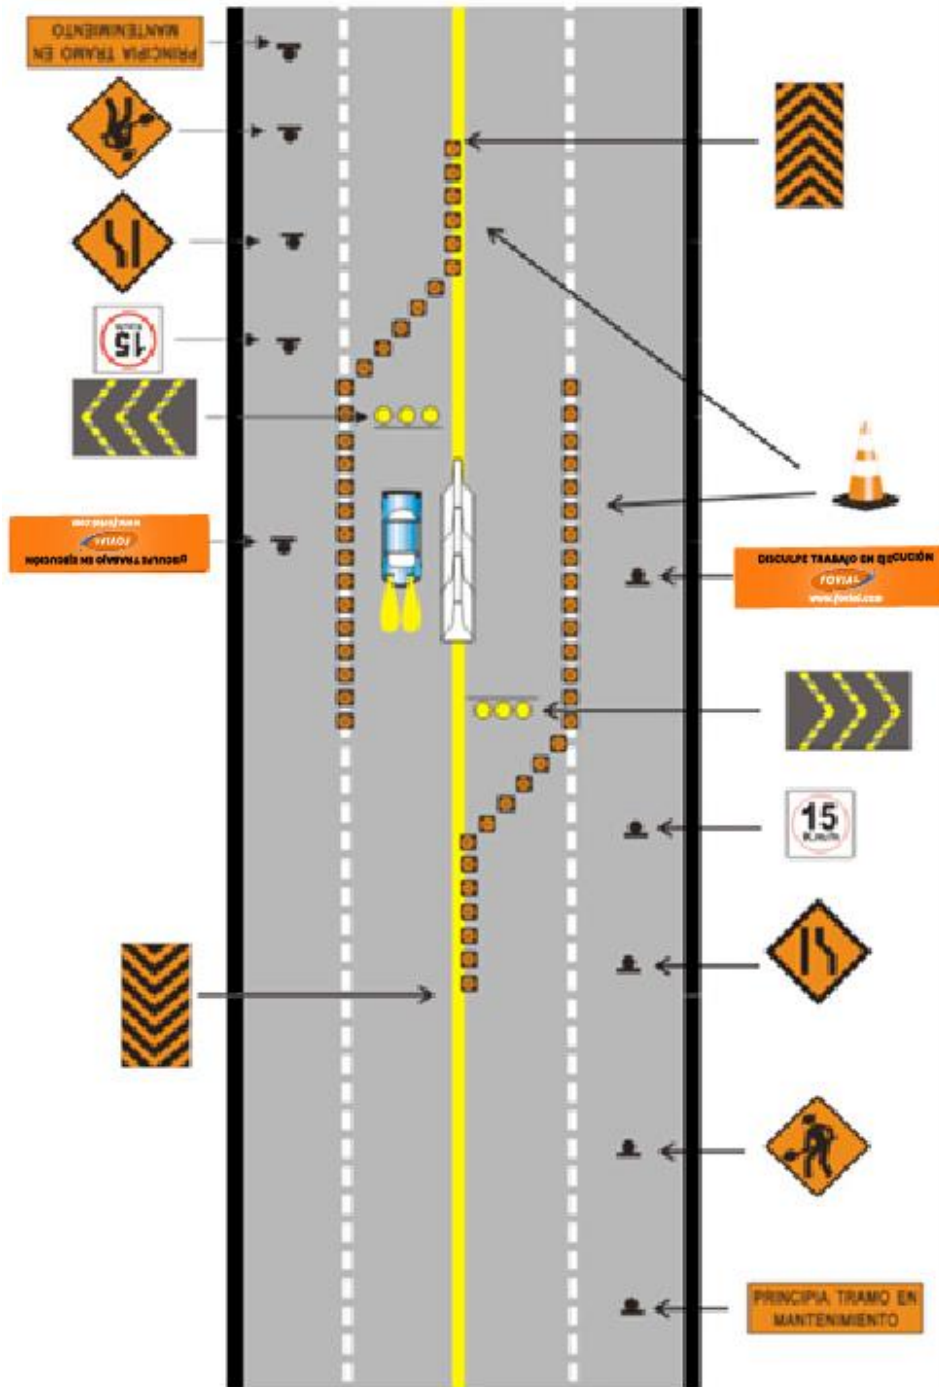 PRINCIPIA TRAMO EN
MANTENIMIENTO
15
DISCULPE TRABAJO EN EJECUCIÓN
FOVIAL
www.fovial.com
DISCULPE TRABAJO EN EJECUCIÓN
FOVIAL
www.fovial.com
15
PRINCIPIA TRAMO EN
MANTENIMIENTO